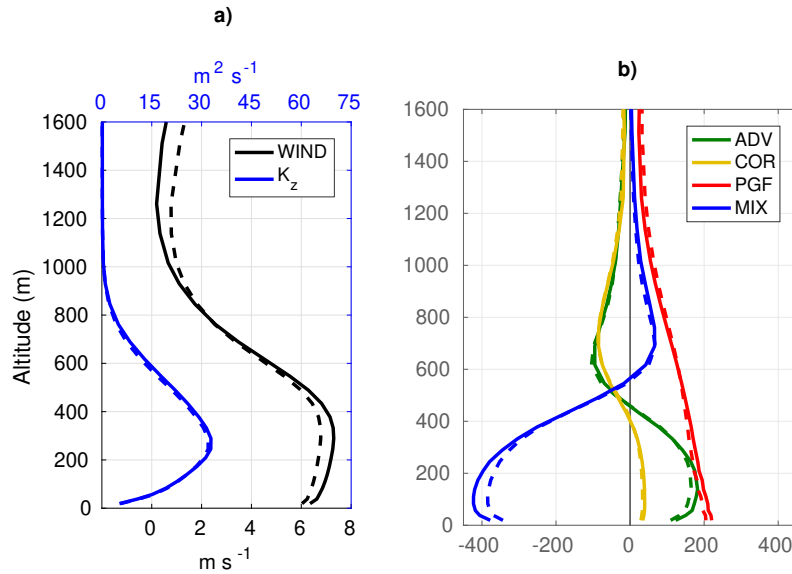 a)
m² s⁻¹
0 15 30 45 60 75
1600
1400
1200
1000
800
600
400
200
0
Altitude (m)
WIND
K_z
0 2 4 6 8
m s⁻¹
b)
1600
1400
1200
1000
800
600
400
200
0
ADV
COR
PGF
MIX
-400 -200 0 200 400